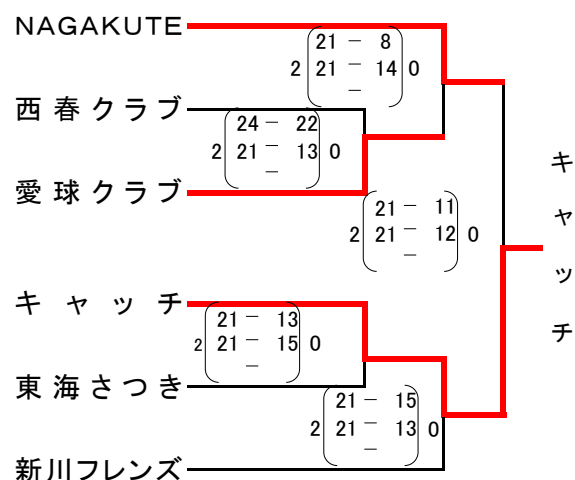 NAGAKUTE
21 － 8
2 21 － 14 0
－
西春クラブ
24 － 22
2 21 － 13 0
－
愛球クラブ
21 － 11
2 21 － 12 0
－
キャッチ
キャッチ
21 － 13
2 21 － 15 0
－
東海さつき
21 － 15
2 21 － 13 0
－
新川フレンズ